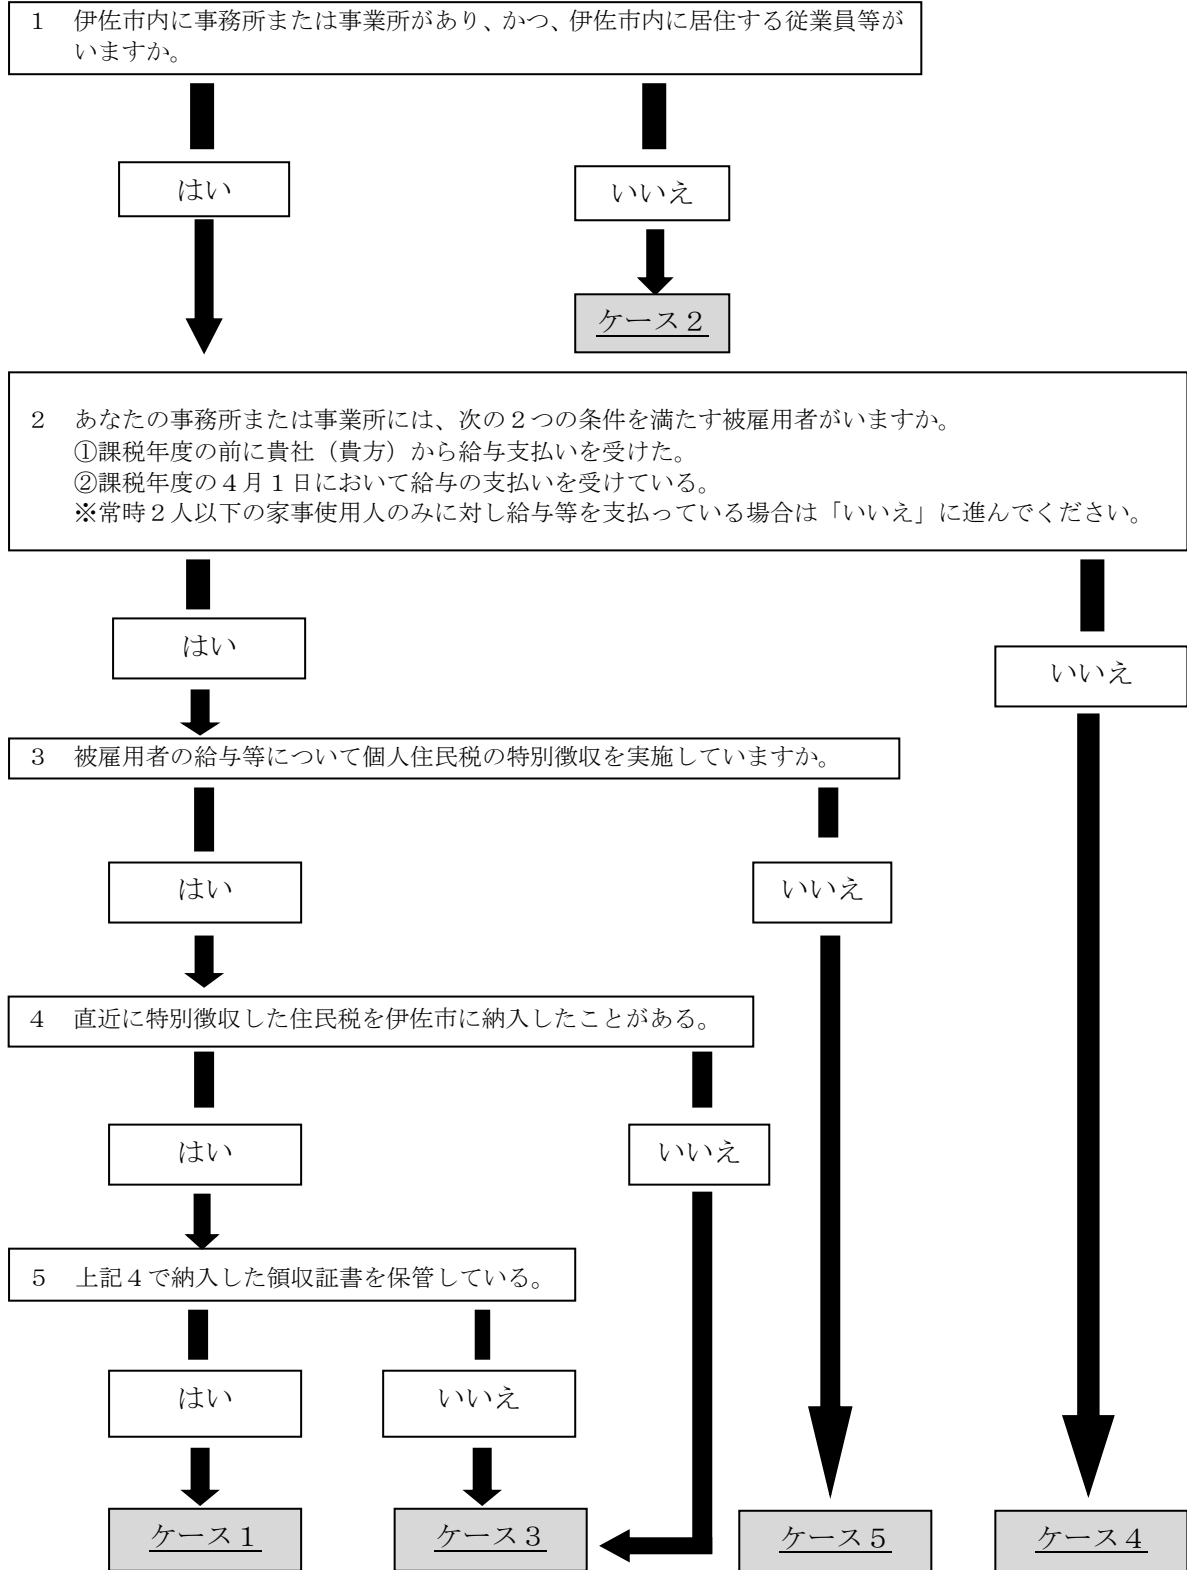 1 伊佐市内に事務所または事業所があり、かつ、伊佐市内に居住する従業員等が
いますか。
はい
いいえ
ケース2
2 あなたの事務所または事業所には、次の2つの条件を満たす被雇用者がいますか。
①課税年度の前に貴社(貴方)から給与支払いを受けた。
②課税年度の4月1日において給与の支払いを受けている。
※常時2人以下の家事使用人のみに対し給与等を支払っている場合は「いいえ」に進んでください。
はい
いいえ
3 被雇用者の給与等について個人住民税の特別徴収を実施していますか。
はい
いいえ
4 直近に特別徴収した住民税を伊佐市に納入したことがある。
はい
いいえ
5 上記4で納入した領収証書を保管している。
はい
いいえ
ケース1
ケース3
ケース5
ケース4